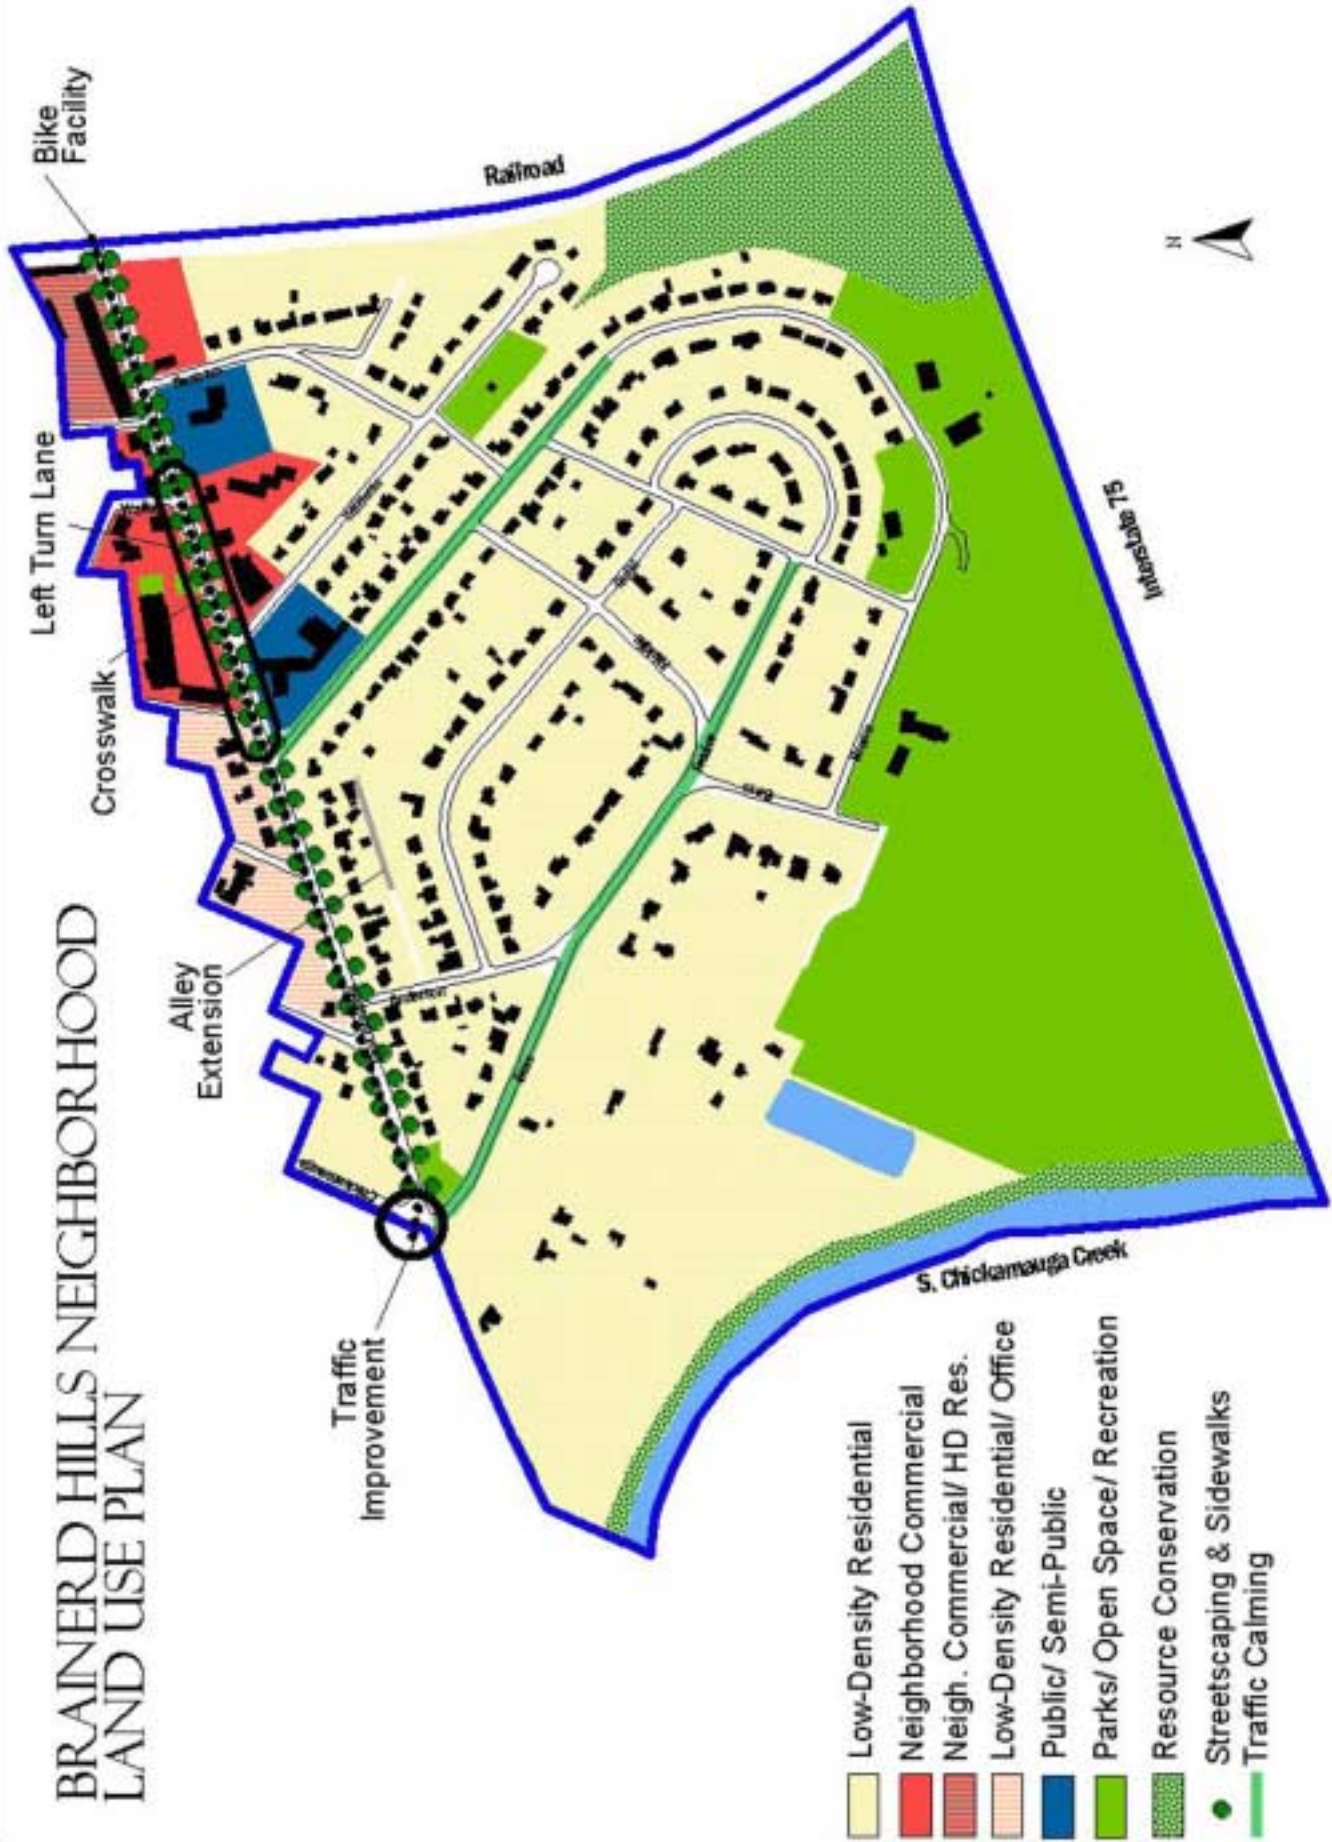 BRAINERD HILLS NEIGHBORHOOD
LAND USE PLAN
Traffic
Improvement
Alley
Extension
Crosswalk
Left Turn Lane
Bike
Facility
Railroad
Interstate 75
S. Chickamauga Creek
N
Low-Density Residential
Neighborhood Commercial
Neigh. Commercial/ HD Res.
Low-Density Residential/ Office
Public/ Semi-Public
Parks/ Open Space/ Recreation
Resource Conservation
Streetscaping & Sidewalks
Traffic Calming